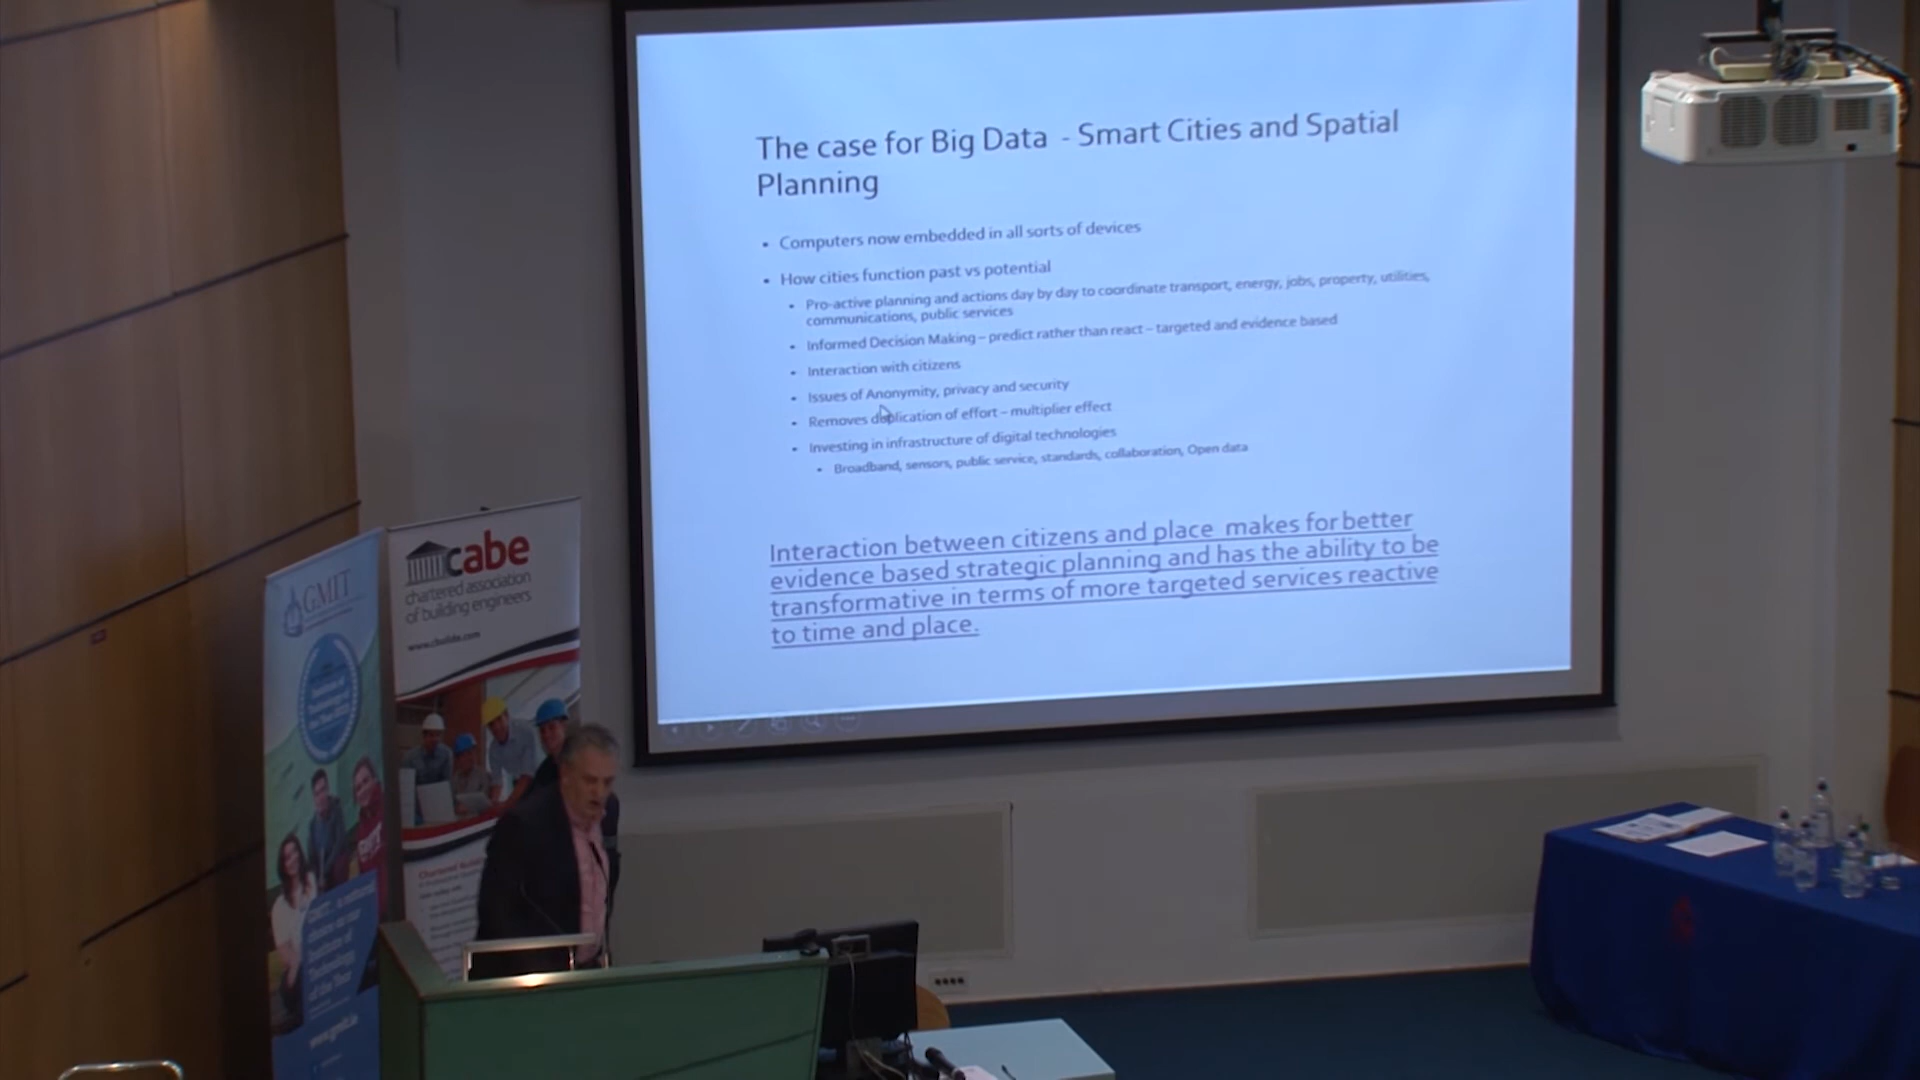 The case for Big Data - Smart Cities and Spatial
Planning
• Computers now embedded in all sorts of devices
• How cities function past vs potential
• Pro-active planning and actions day by day to coordinate transport, energy, jobs, property, utilities,
communications, public services
• Informed Decision Making – predict rather than react – targeted and evidence based
• Interaction with citizens
• Issues of Anonymity, privacy and security
• Removes duplication of effort – multiplier effect
• Investing in infrastructure of digital technologies
• Broadband, sensors, public service, standards, collaboration, Open data
Interaction between citizens and place makes for better
evidence based strategic planning and has the ability to be
transformative in terms of more targeted services reactive
to time and place.
GMIT
cabe
chartered association
of building engineers
Institute of
Technology
of the Year
www.gmit.ie